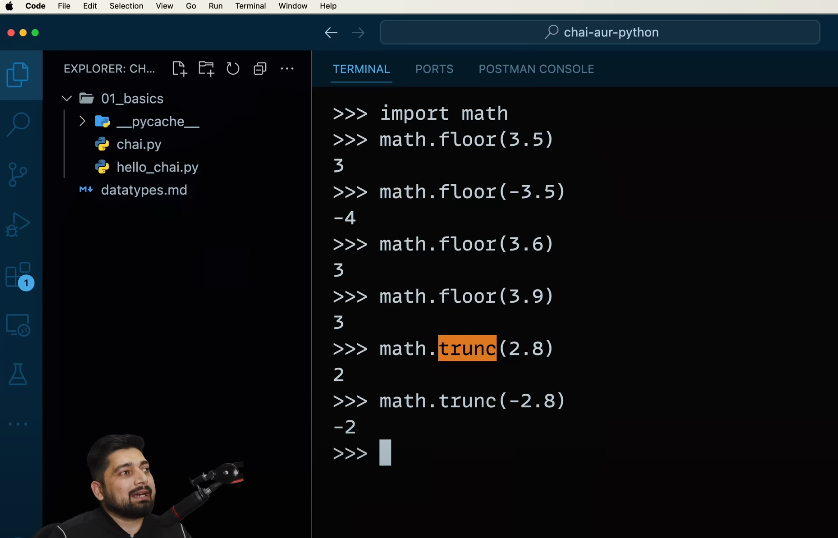 Code File Edit Selection View Go Run Terminal Window Help
chai-aur-python
EXPLORER: CH...
01_basics
__pycache__
chai.py
hello_chai.py
datatypes.md
1
TERMINAL PORTS POSTMAN CONSOLE
>>> import math
>>> math.floor(3.5)
3
>>> math.floor(-3.5)
-4
>>> math.floor(3.6)
3
>>> math.floor(3.9)
3
>>> math.trunc(2.8)
2
>>> math.trunc(-2.8)
-2
>>>